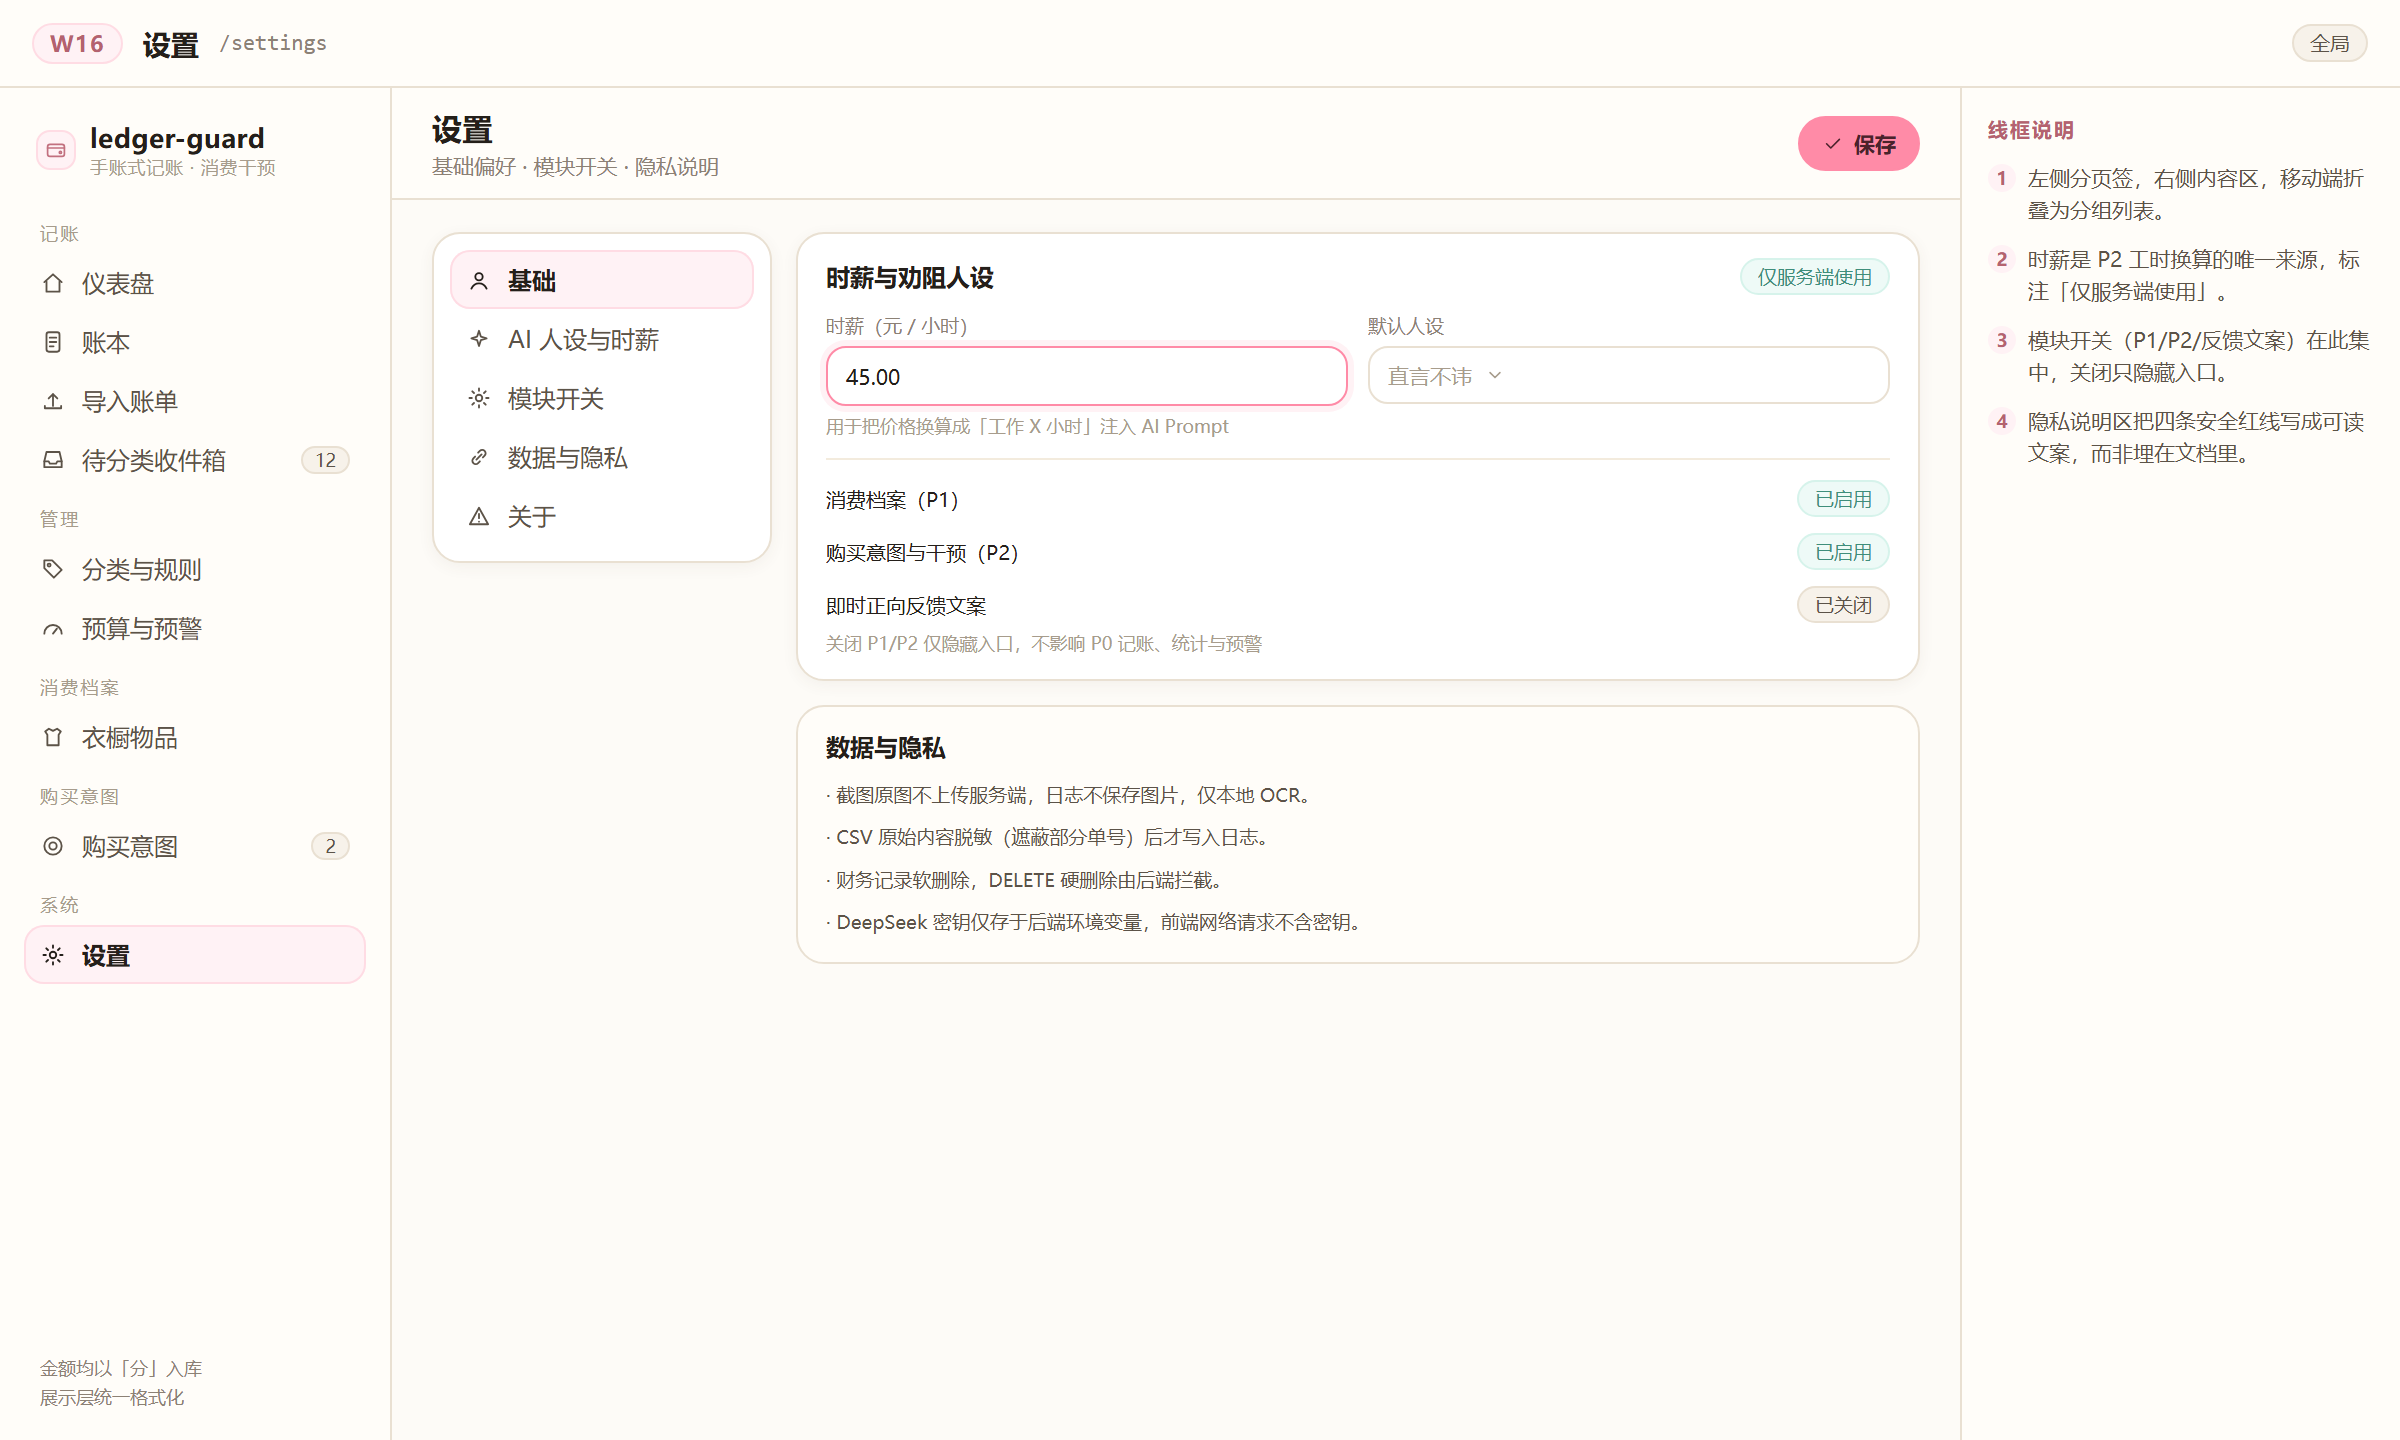 W16 设置 /settings
全局
ledger-guard
手账式记账 · 消费干预
记账
仪表盘
账本
导入账单
待分类收件箱 12
管理
分类与规则
预算与预警
消费档案
衣橱物品
购买意图
购买意图 2
系统
设置
金额均以「分」入库
展示层统一格式化
设置
基础偏好 · 模块开关 · 隐私说明
保存
基础
AI 人设与时薪
模块开关
数据与隐私
关于
时薪与劝阻人设
仅服务端使用
时薪（元 / 小时）
45.00
用于把价格换算成「工作 X 小时」注入 AI Prompt
默认人设
直言不讳
消费档案（P1） 已启用
购买意图与干预（P2） 已启用
即时正向反馈文案 已关闭
关闭 P1/P2 仅隐藏入口，不影响 P0 记账、统计与预警
数据与隐私
· 截图原图不上传服务端，日志不保存图片，仅本地 OCR。
· CSV 原始内容脱敏（遮蔽部分单号）后才写入日志。
· 财务记录软删除，DELETE 硬删除由后端拦截。
· DeepSeek 密钥仅存于后端环境变量，前端网络请求不含密钥。
线框说明
1 左侧分页签，右侧内容区，移动端折
叠为分组列表。
2 时薪是 P2 工时换算的唯一来源，标
注「仅服务端使用」。
3 模块开关（P1/P2/反馈文案）在此集
中，关闭只隐藏入口。
4 隐私说明区把四条安全红线写成可读
文案，而非埋在文档里。